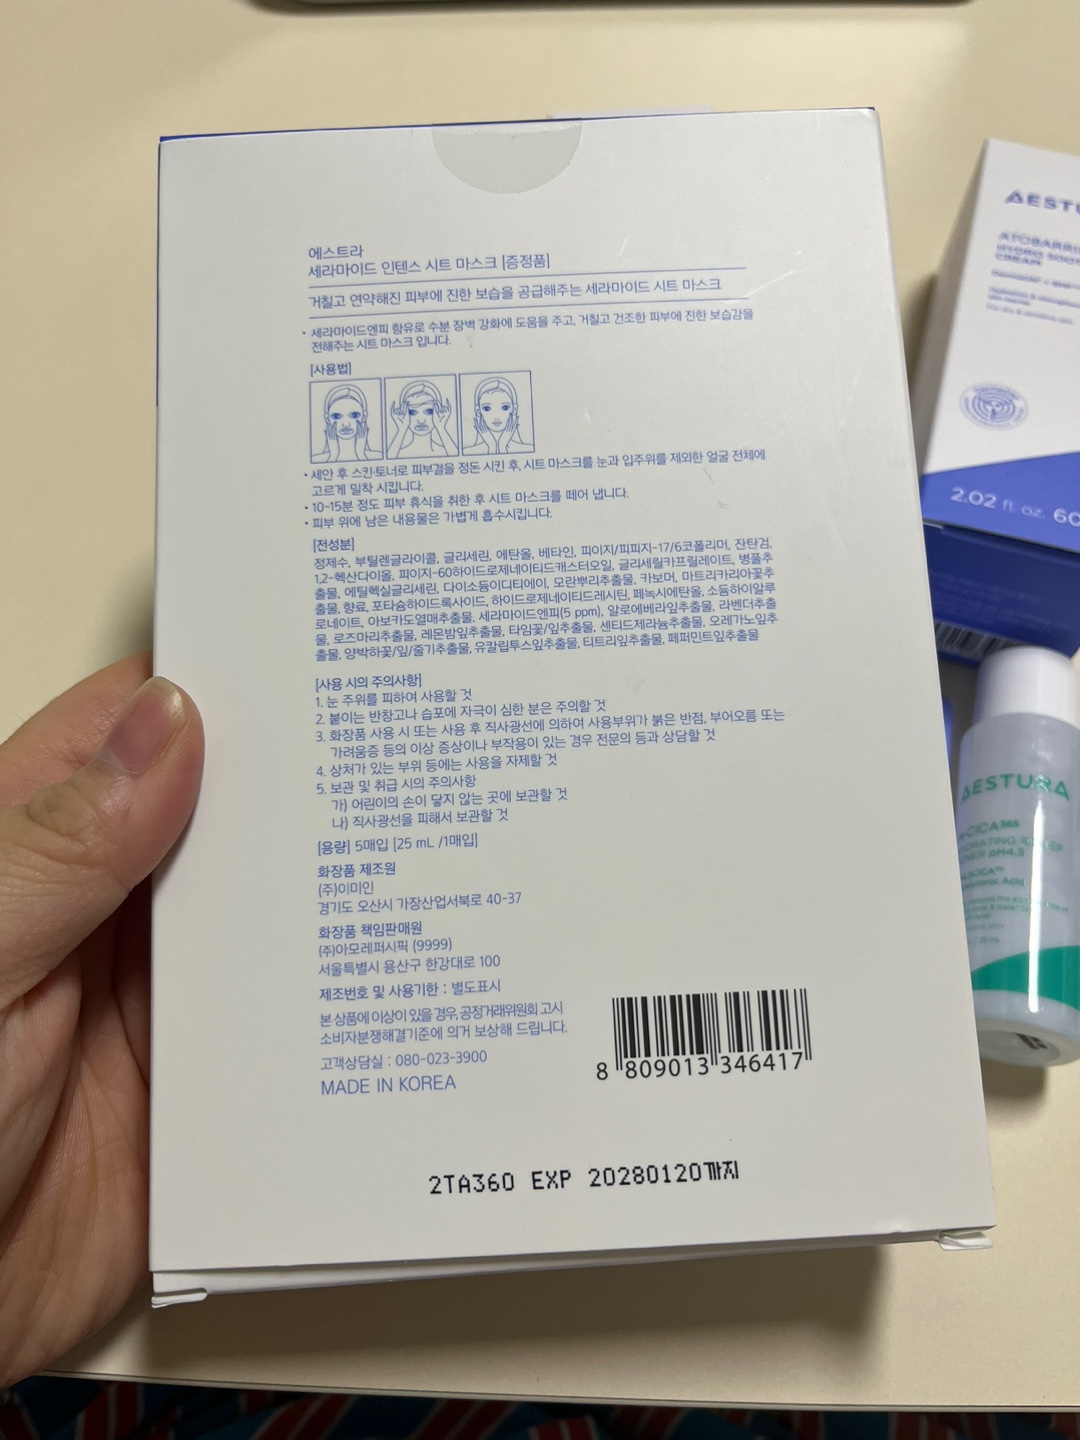 에스트라
세라마이드 인텐스 시트 마스크 [증정품]
거칠고 연약해진 피부에 진한 보습을 공급해주는 세라마이드 시트 마스크
• 세라마이드엔피 함유로 수분 장벽 강화에 도움을 주고, 거칠고 건조한 피부에 진한 보습감을
전해주는 시트 마스크 입니다.
[사용법]
• 세안 후 스킨·토너로 피부결을 정돈 시킨 후, 시트 마스크를 눈과 입주위를 제외한 얼굴 전체에
고르게 밀착 시킵니다.
• 10-15분 정도 피부 휴식을 취한 후 시트 마스크를 떼어 냅니다.
• 피부 위에 남은 내용물은 가볍게 흡수시킵니다.
[전성분]
정제수, 부틸렌글라이콜, 글리세린, 에탄올, 베타인, 피이지/피피지-17/6코폴리머, 잔탄검,
1,2-헥산다이올, 피이지-60하이드로제네이티드캐스터오일, 글리세릴카프릴레이트, 병풀추
출물, 에틸헥실글리세린, 다이소듐이디티에이, 모란뿌리추출물, 카보머, 마트리카리아꽃추
출물, 향료, 포타슘하이드록사이드, 하이드로제네이티드레시틴, 페녹시에탄올, 소듐하이알루
로네이트, 아보카도열매추출물, 세라마이드엔피(5 ppm), 알로에베라잎추출물, 라벤더추출
물, 로즈마리추출물, 레몬밤잎추출물, 타임꽃/잎추출물, 센티드제라늄추출물, 오레가노잎추
출물, 양박하꽃/잎/줄기추출물, 유칼립투스잎추출물, 티트리잎추출물, 페퍼민트잎추출물
[사용 시의 주의사항]
1. 눈 주위를 피하여 사용할 것
2. 붙이는 반창고나 습포에 자극이 심한 분은 주의할 것
3. 화장품 사용 시 또는 사용 후 직사광선에 의하여 사용부위가 붉은 반점, 부어오름 또는
가려움증 등의 이상 증상이나 부작용이 있는 경우 전문의 등과 상담할 것
4. 상처가 있는 부위 등에는 사용을 자제할 것
5. 보관 및 취급 시의 주의사항
가) 어린이의 손이 닿지 않는 곳에 보관할 것
나) 직사광선을 피해서 보관할 것
[용량] 5매입 [25 mL /1매입]
화장품 제조원
(주)이미인
경기도 오산시 가장산업서북로 40-37
화장품 책임판매원
(주)아모레퍼시픽 (9999)
서울특별시 용산구 한강대로 100
제조번호 및 사용기한 : 별도표시
본 상품에 이상이 있을 경우, 공정거래위원회 고시
소비자분쟁해결기준에 의거 보상해 드립니다.
고객상담실 : 080-023-3900
MADE IN KOREA
8 809013 346417
2TA360 EXP 20280120까지
AESTU
ATOBARRI
HYDRO SOOT
CREAM
2.02 fl. oz. 60
AESTURA
CICA365
pH4.5